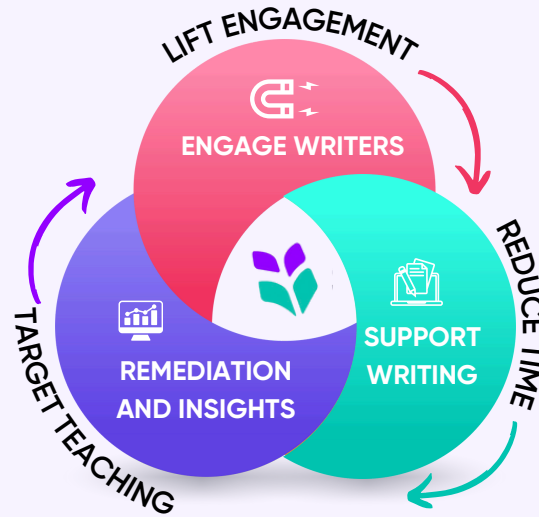 LIFT ENGAGEMENT
ENGAGE WRITERS
REDUCE TIME
SUPPORT
WRITING
REMEDIATION
AND INSIGHTS
TARGET TEACHING